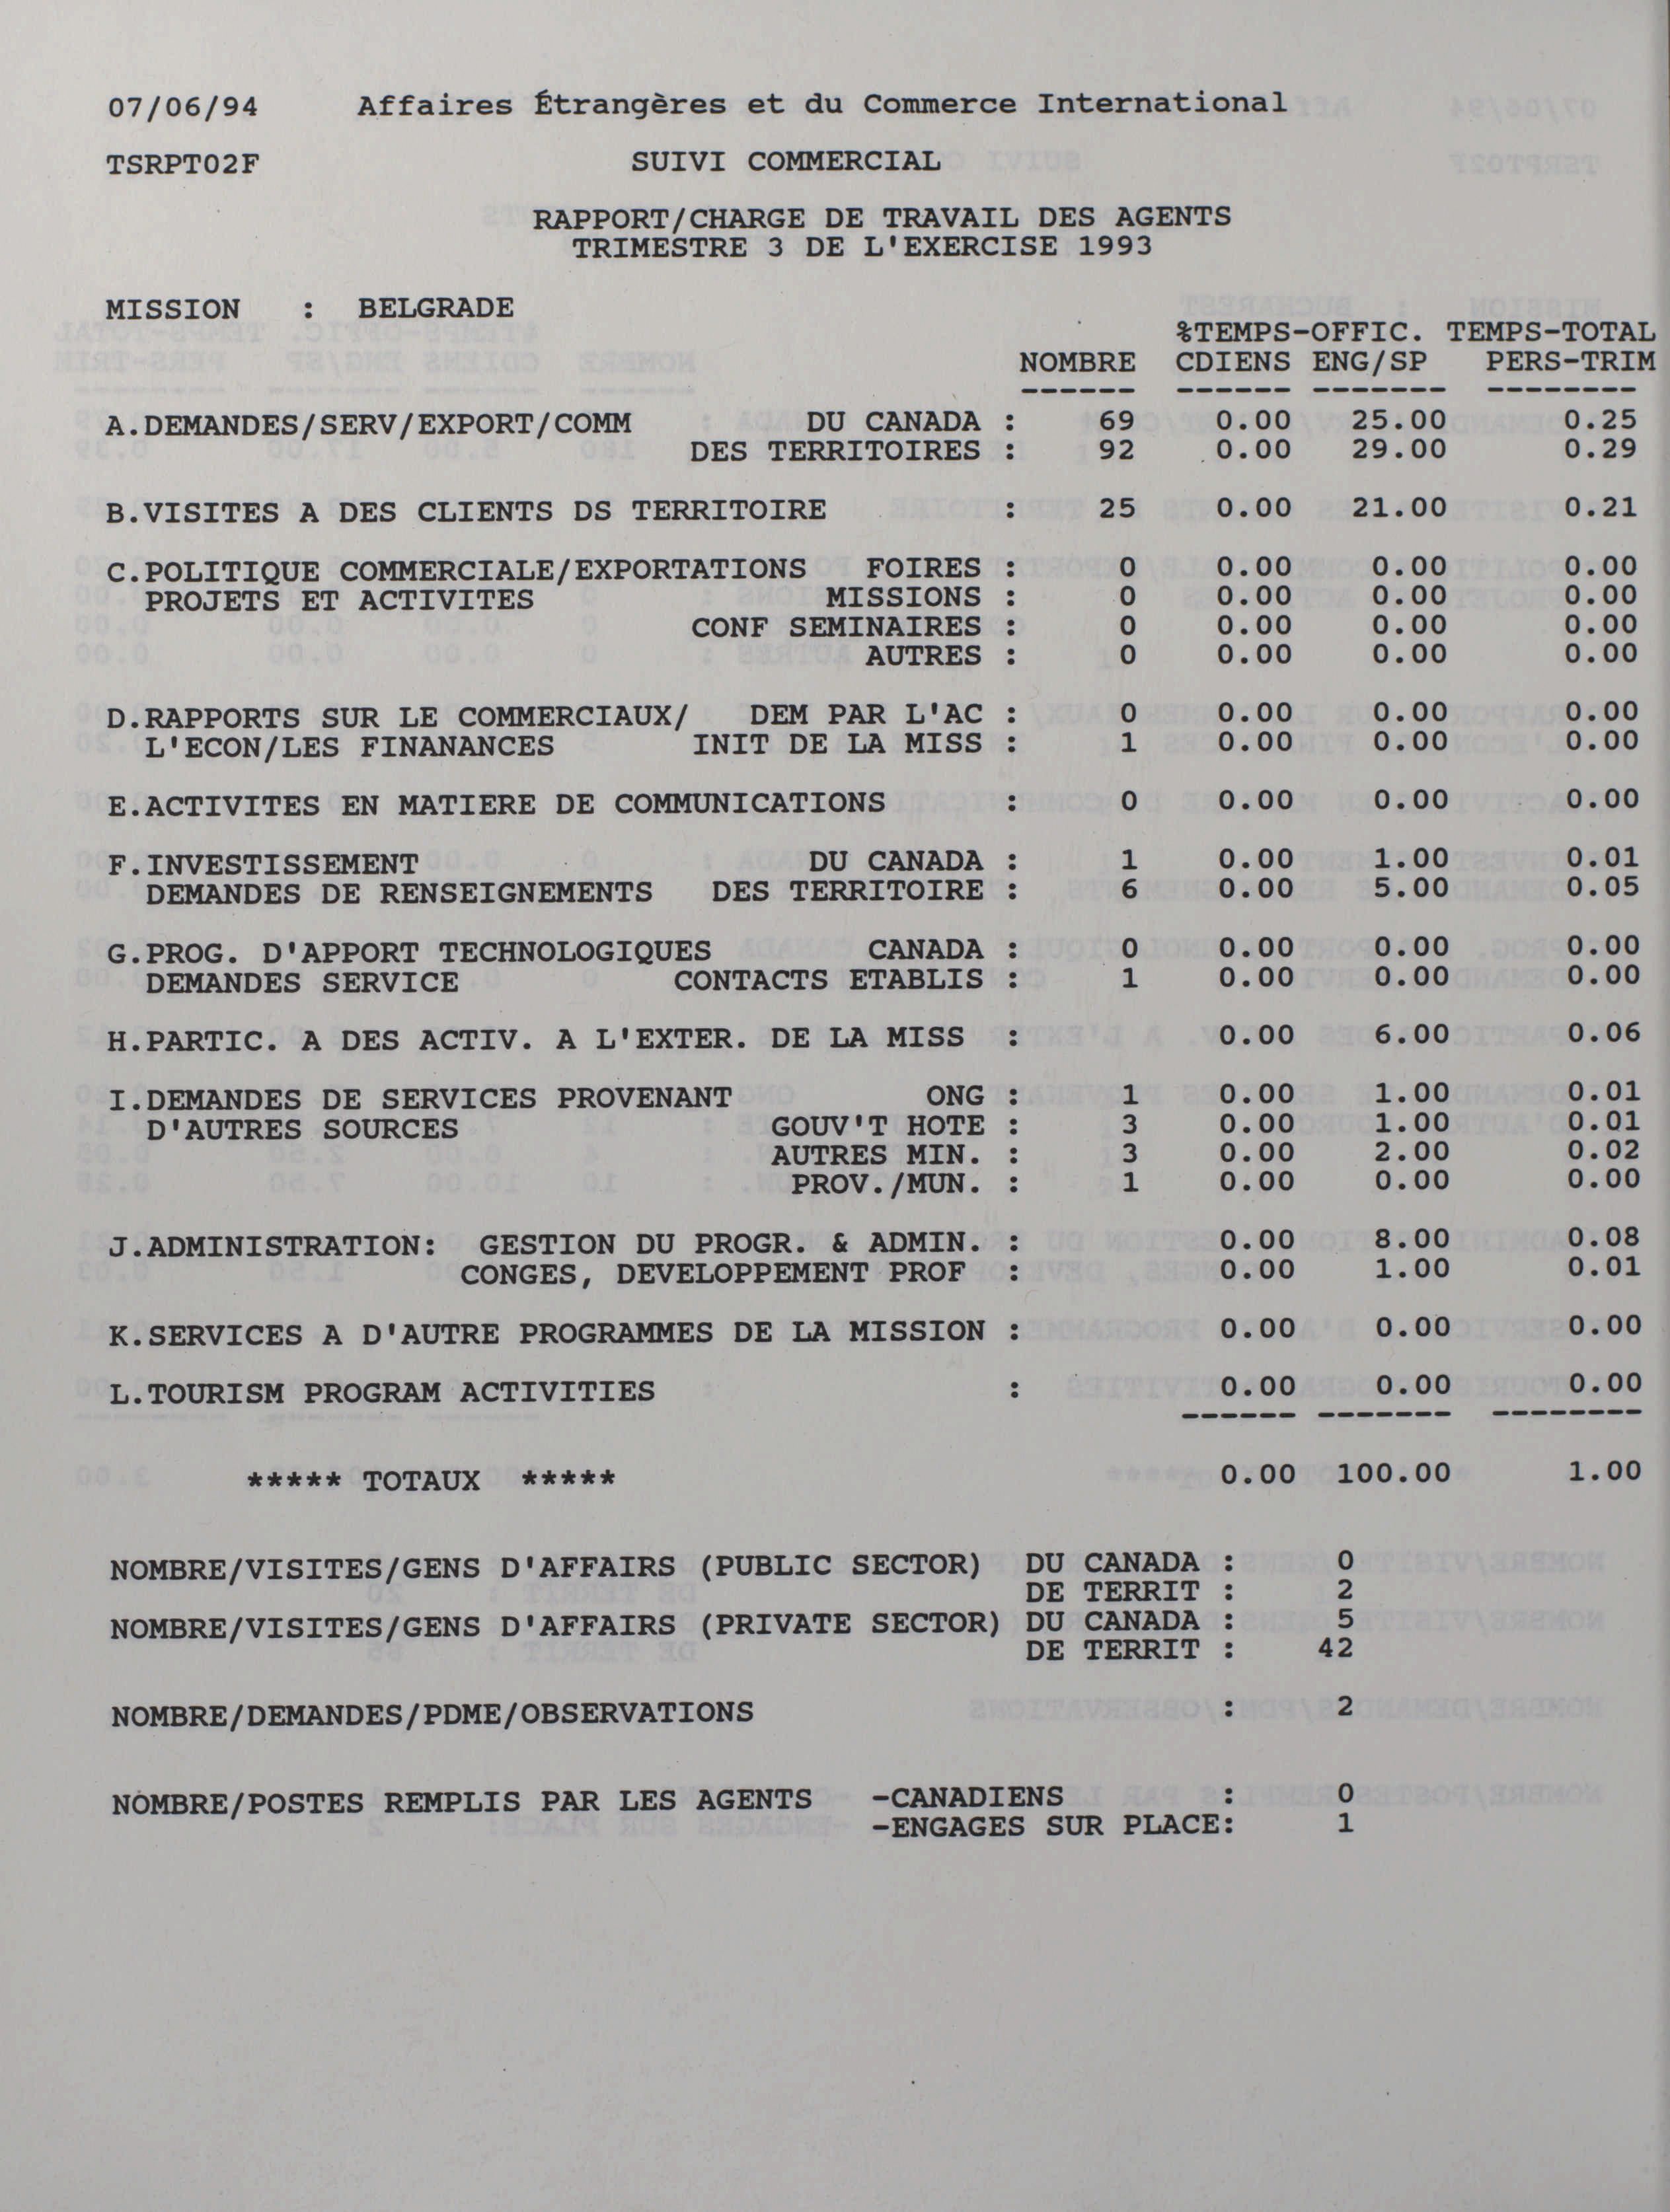 07/06/94 Affaires Étrangères et du Commerce International
TSRPT02F SUIVI COMMERCIAL
RAPPORT/CHARGE DE TRAVAIL DES AGENTS
TRIMESTRE 3 DE L'EXERCISE 1993
MISSION : BELGRADE
%TEMPS-OFFIC. TEMPS-TOTAL
NOMBRE CDIENS ENG/SP PERS-TRIM
------ ------ ------- --------
A.DEMANDES/SERV/EXPORT/COMM DU CANADA : 69 0.00 25.00 0.25
DES TERRITOIRES : 92 0.00 29.00 0.29
B.VISITES A DES CLIENTS DS TERRITOIRE : 25 0.00 21.00 0.21
C.POLITIQUE COMMERCIALE/EXPORTATIONS FOIRES : 0 0.00 0.00 0.00
PROJETS ET ACTIVITES MISSIONS : 0 0.00 0.00 0.00
CONF SEMINAIRES : 0 0.00 0.00 0.00
AUTRES : 0 0.00 0.00 0.00
D.RAPPORTS SUR LE COMMERCIAUX/ DEM PAR L'AC : 0 0.00 0.00 0.00
L'ECON/LES FINANANCES INIT DE LA MISS : 1 0.00 0.00 0.00
E.ACTIVITES EN MATIERE DE COMMUNICATIONS : 0 0.00 0.00 0.00
F.INVESTISSEMENT DU CANADA : 1 0.00 1.00 0.01
DEMANDES DE RENSEIGNEMENTS DES TERRITOIRE : 6 0.00 5.00 0.05
G.PROG. D'APPORT TECHNOLOGIQUES CANADA : 0 0.00 0.00 0.00
DEMANDES SERVICE CONTACTS ETABLIS : 1 0.00 0.00 0.00
H.PARTIC. A DES ACTIV. A L'EXTER. DE LA MISS : 0.00 6.00 0.06
I.DEMANDES DE SERVICES PROVENANT ONG : 1 0.00 1.00 0.01
D'AUTRES SOURCES GOUV'T HOTE : 3 0.00 1.00 0.01
AUTRES MIN. : 3 0.00 2.00 0.02
PROV./MUN. : 1 0.00 0.00 0.00
J.ADMINISTRATION: GESTION DU PROGR. & ADMIN. : 0.00 8.00 0.08
CONGES, DEVELOPPEMENT PROF : 0.00 1.00 0.01
K.SERVICES A D'AUTRE PROGRAMMES DE LA MISSION : 0.00 0.00 0.00
L.TOURISM PROGRAM ACTIVITIES : 0.00 0.00 0.00
------ ------- --------
***** TOTAUX ***** 0.00 100.00 1.00
NOMBRE/VISITES/GENS D'AFFAIRS (PUBLIC SECTOR) DU CANADA : 0
DE TERRIT : 2
NOMBRE/VISITES/GENS D'AFFAIRS (PRIVATE SECTOR) DU CANADA : 5
DE TERRIT : 42
NOMBRE/DEMANDES/PDME/OBSERVATIONS : 2
NOMBRE/POSTES REMPLIS PAR LES AGENTS -CANADIENS : 0
-ENGAGES SUR PLACE: 1